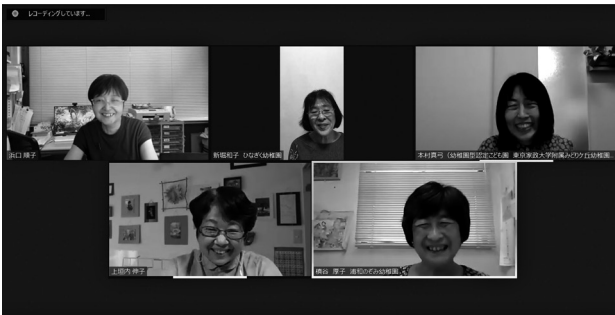 レコーディングしています...
浜口 順子
新堀和子 ひなぎく幼稚園
本村真弓（幼稚園型認定こども園 東京家政大学附属みどりケ丘幼稚園...
上垣内 伸子
横谷 厚子 浦和のぞみ幼稚園